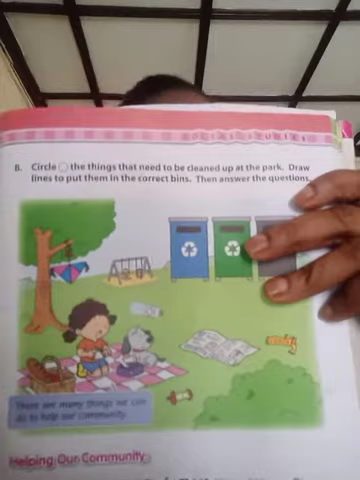 SOCIAL STUDIES
B. Circle the things that need to be cleaned up at the park. Draw
lines to put them in the correct bins. Then answer the questions.
There are many things we can
do to help our community.
Helping Our Community